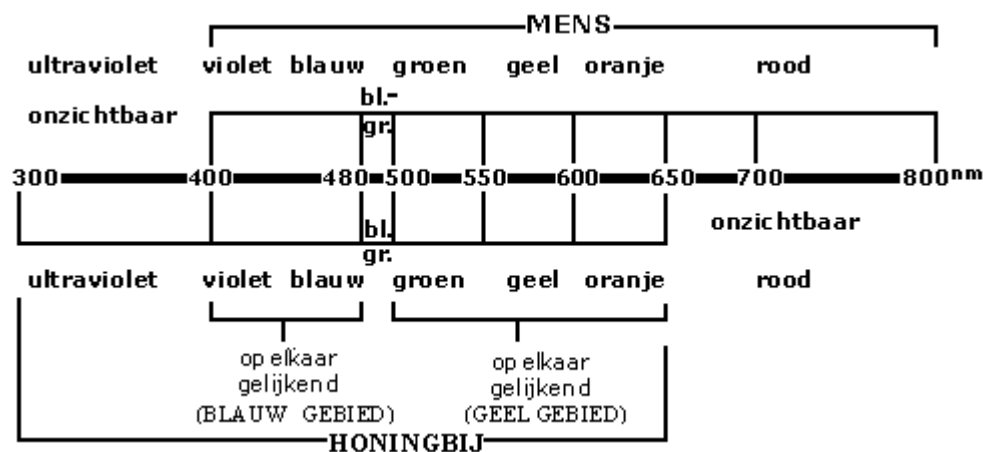 MENS
ultraviolet violet blauw groen geel oranje rood
bl.-
onzichtbaar gr.
300 400 480 500 550 600 650 700 800nm
bl. onzichtbaar
gr.
ultraviolet violet blauw groen geel oranje rood
op elkaar op elkaar
gelijkend gelijkend
(BLAUW GEBIED) (GEEL GEBIED)
HONINGBIJ